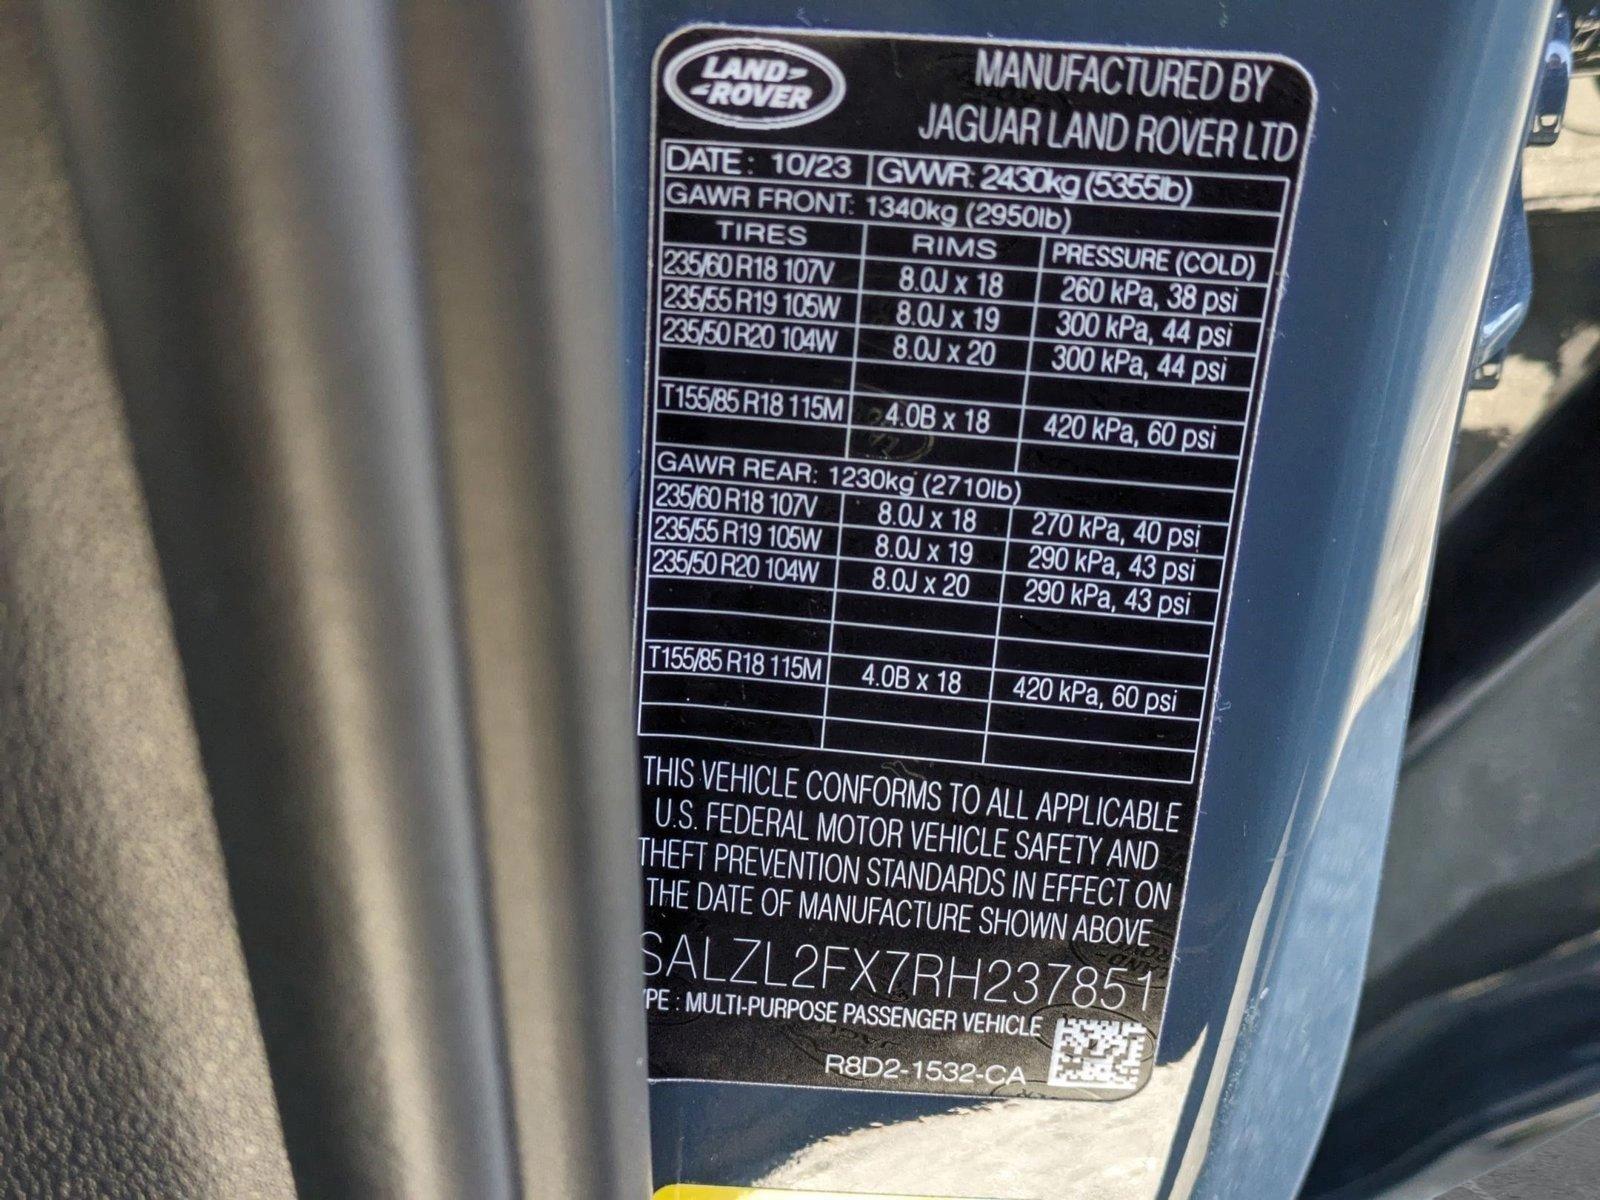 LAND-
-ROVER
MANUFACTURED BY
JAGUAR LAND ROVER LTD
DATE: 10/23 GVWR: 2430kg (5355lb)
GAWR FRONT: 1340kg (2950lb)
TIRES RIMS PRESSURE (COLD)
235/60 R18 107V 8.0J x 18 260 kPa, 38 psi
235/55 R19 105W 8.0J x 19 300 kPa, 44 psi
235/50 R20 104W 8.0J x 20 300 kPa, 44 psi
T155/85 R18 115M 4.0B x 18 420 kPa, 60 psi
GAWR REAR: 1230kg (2710lb)
235/60 R18 107V 8.0J x 18 270 kPa, 40 psi
235/55 R19 105W 8.0J x 19 290 kPa, 43 psi
235/50 R20 104W 8.0J x 20 290 kPa, 43 psi
T155/85 R18 115M 4.0B x 18 420 kPa, 60 psi
THIS VEHICLE CONFORMS TO ALL APPLICABLE
U.S. FEDERAL MOTOR VEHICLE SAFETY AND
THEFT PREVENTION STANDARDS IN EFFECT ON
THE DATE OF MANUFACTURE SHOWN ABOVE
SALZL2FX7RH237851
PE : MULTI-PURPOSE PASSENGER VEHICLE
R8D2-1532-CA